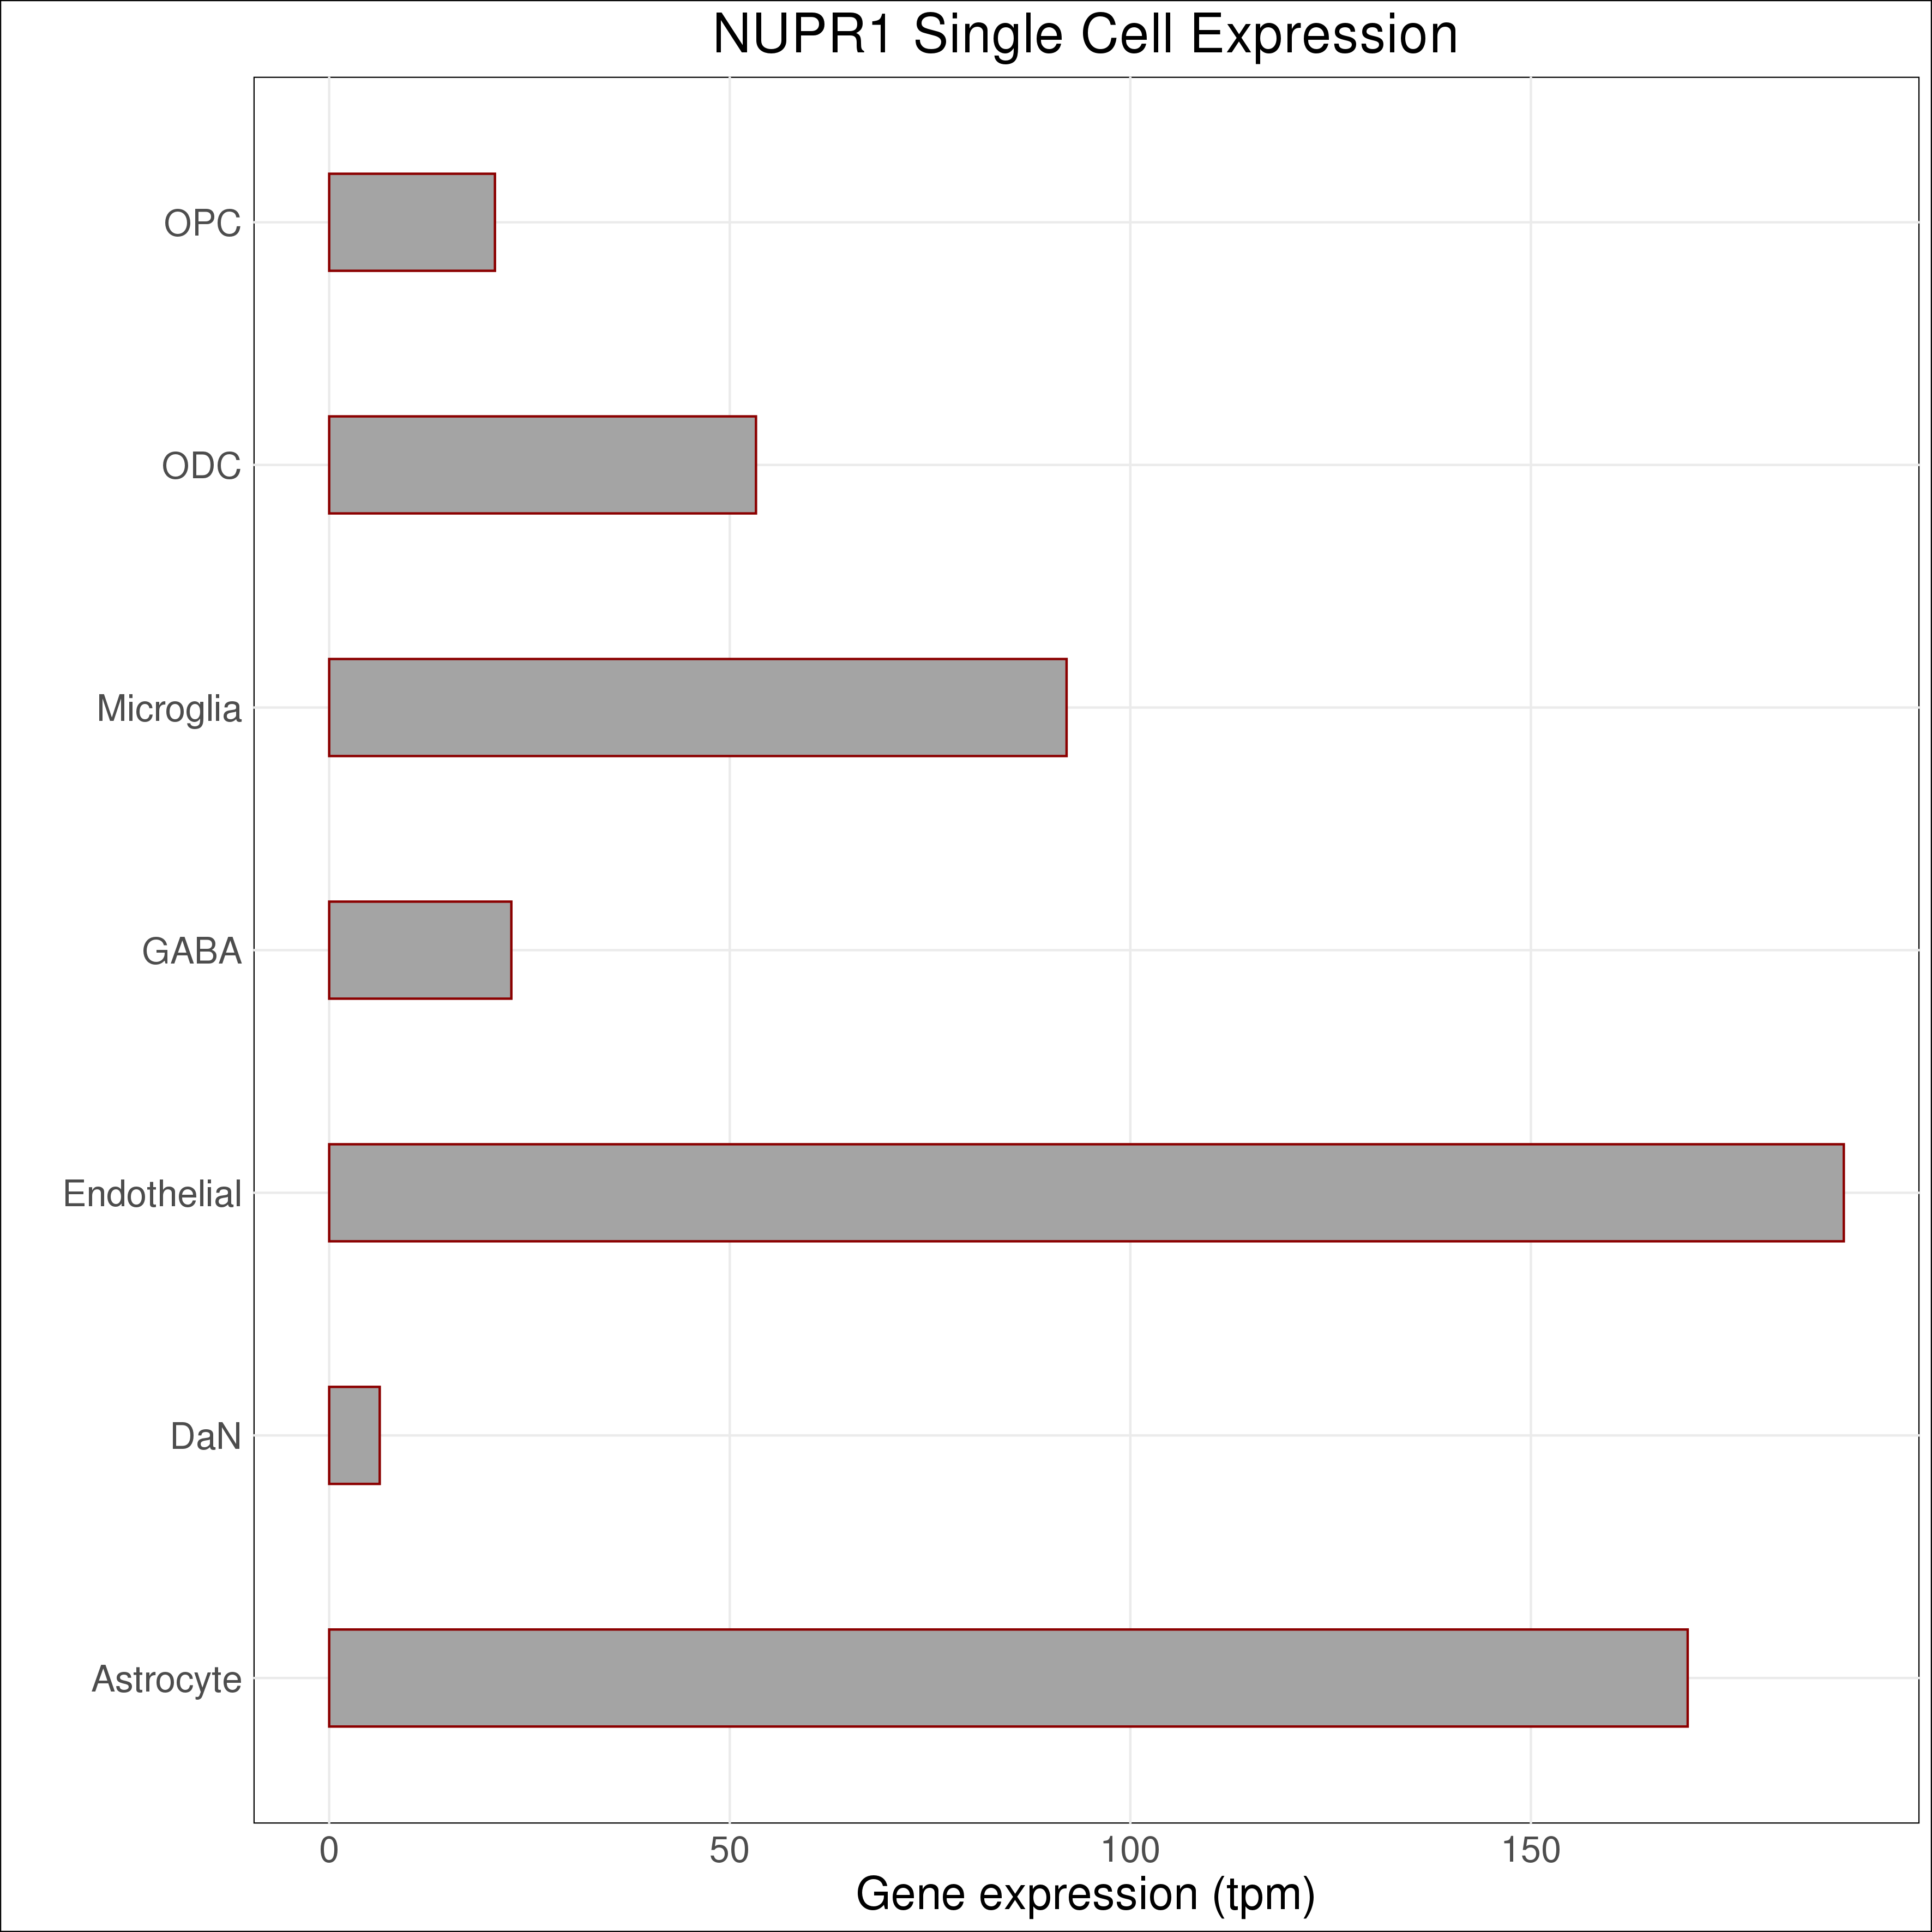 NUPR1 Single Cell Expression
OPC
ODC
Microglia
GABA
Endothelial
DaN
Astrocyte
0 50 100 150
Gene expression (tpm)